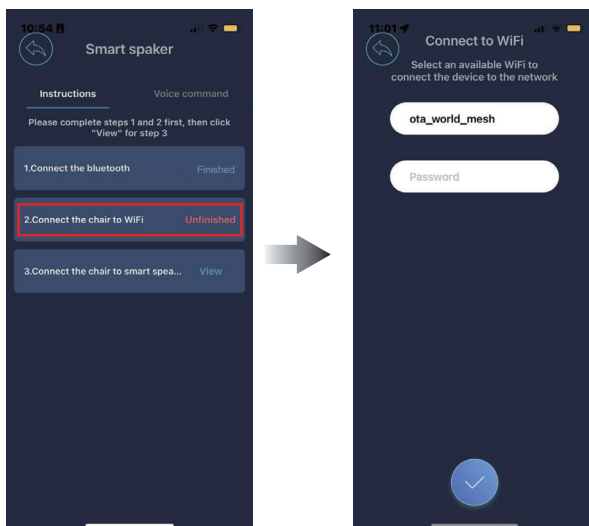 10:54
Smart spaker
Instructions
Voice command
Please complete steps 1 and 2 first, then click
"View" for step 3
1.Connect the bluetooth
Finished
2.Connect the chair to WiFi
Unfinished
3.Connect the chair to smart spea...
View
11:01
Connect to WiFi
Select an available WiFi to
connect the device to the network
ota_world_mesh
Password